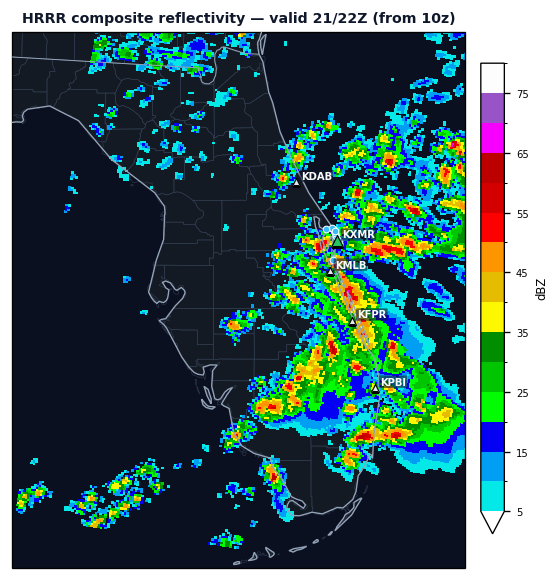 HRRR composite reflectivity — valid 21/22Z (from 10z)
KDAB
KXMR
KMLB
KFPR
KPBI
75
65
55
45
35
25
15
5
dBZ